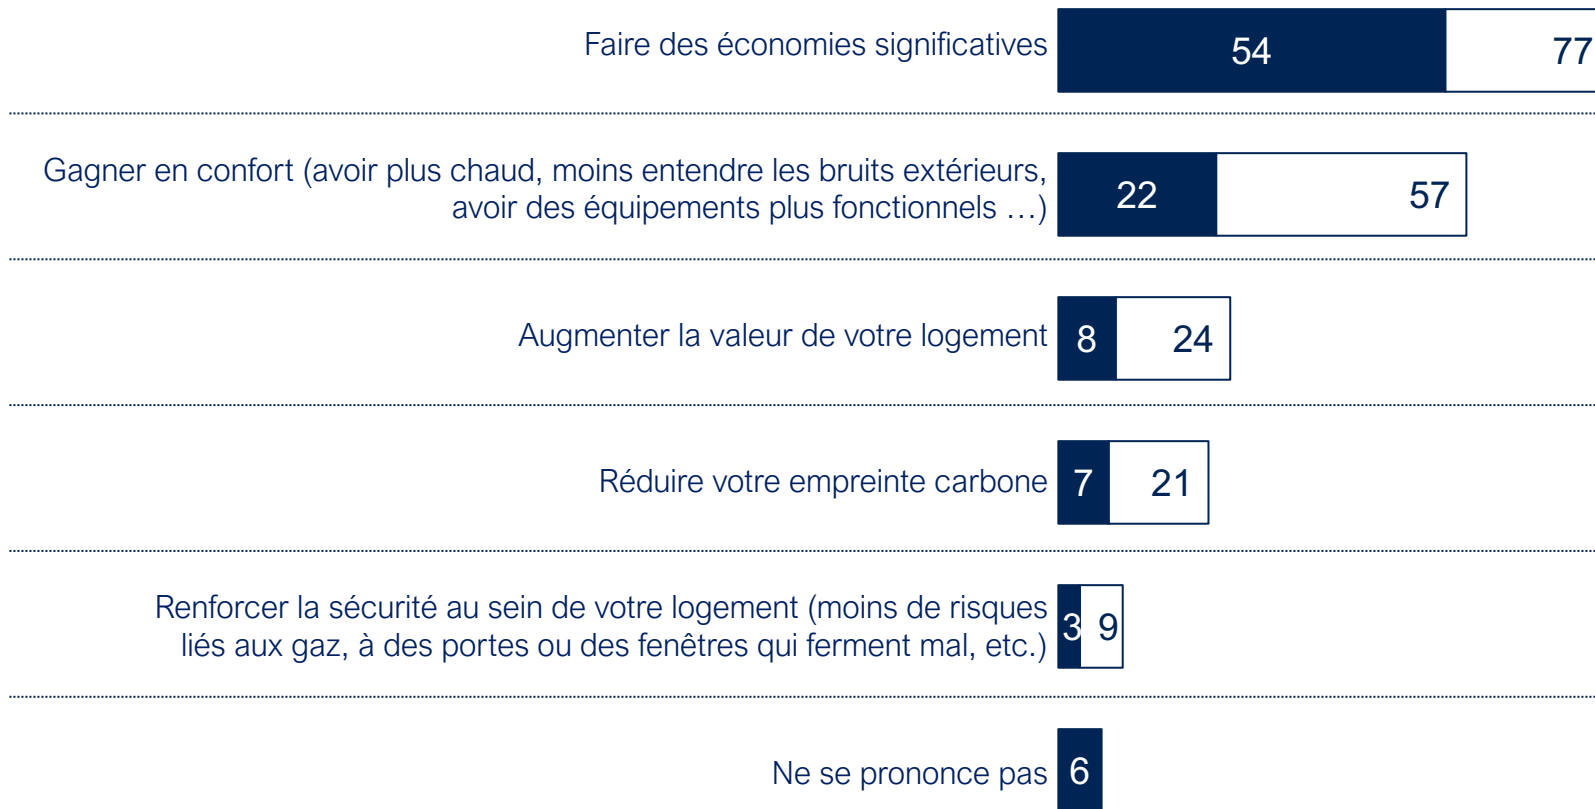 Faire des économies significatives 54 77
Gagner en confort (avoir plus chaud, moins entendre les bruits extérieurs,
avoir des équipements plus fonctionnels …) 22 57
Augmenter la valeur de votre logement 8 24
Réduire votre empreinte carbone 7 21
Renforcer la sécurité au sein de votre logement (moins de risques
liés aux gaz, à des portes ou des fenêtres qui ferment mal, etc.) 3 9
Ne se prononce pas 6